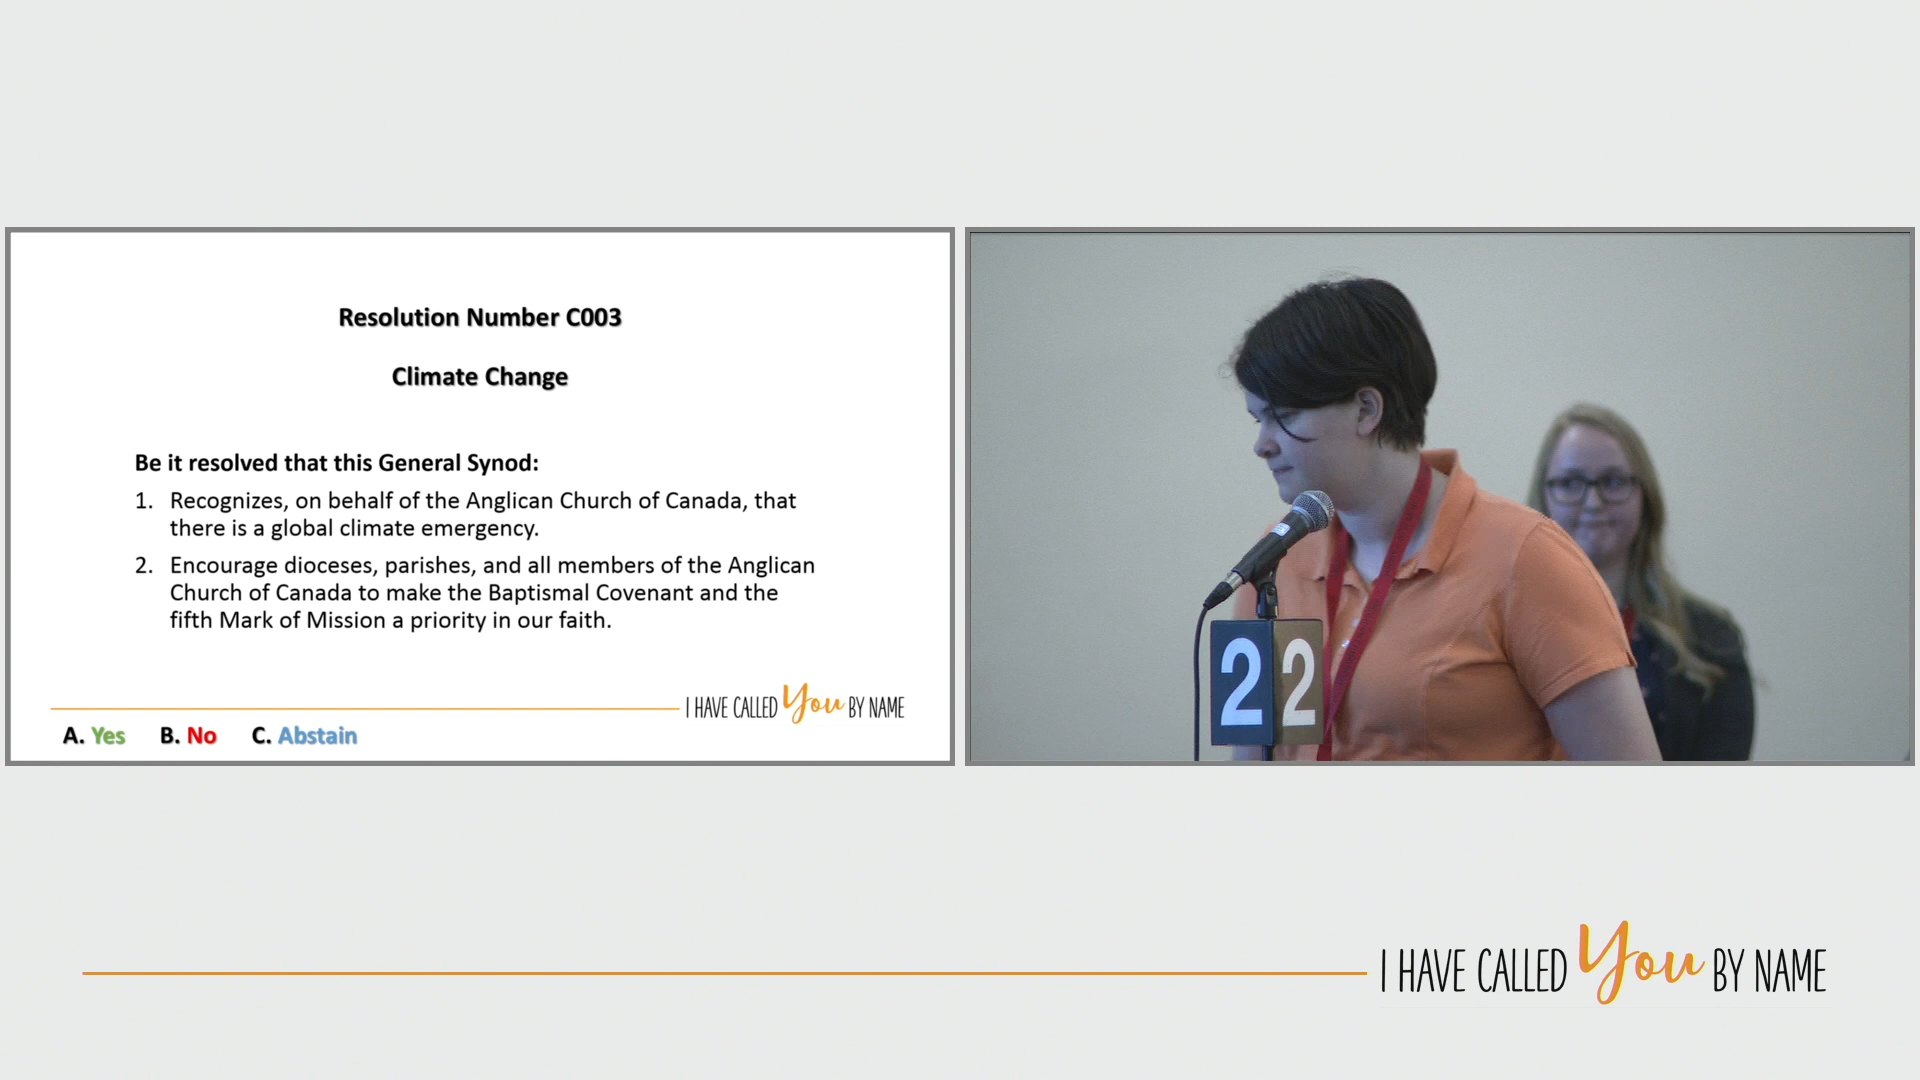 Resolution Number C003
Climate Change
Be it resolved that this General Synod:
1. Recognizes, on behalf of the Anglican Church of Canada, that
there is a global climate emergency.
2. Encourage dioceses, parishes, and all members of the Anglican
Church of Canada to make the Baptismal Covenant and the
fifth Mark of Mission a priority in our faith.
I HAVE CALLED You BY NAME
A. Yes B. No C. Abstain
2 2
I HAVE CALLED You BY NAME